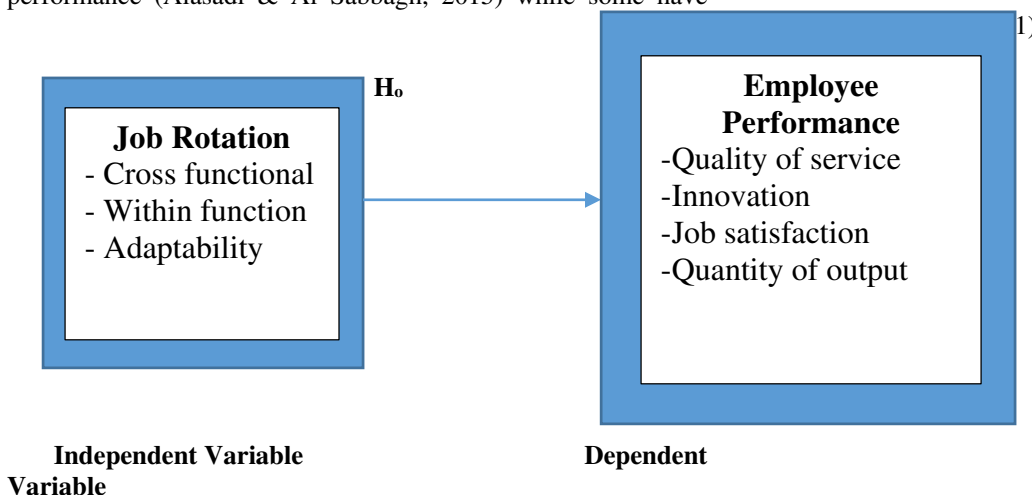 performance (Alasadi & Al Sabbagh, 2015) while some have
1)
Hₒ
Job Rotation
- Cross functional
- Within function
- Adaptability
Employee
Performance
-Quality of service
-Innovation
-Job satisfaction
-Quantity of output
Independent Variable Dependent
Variable